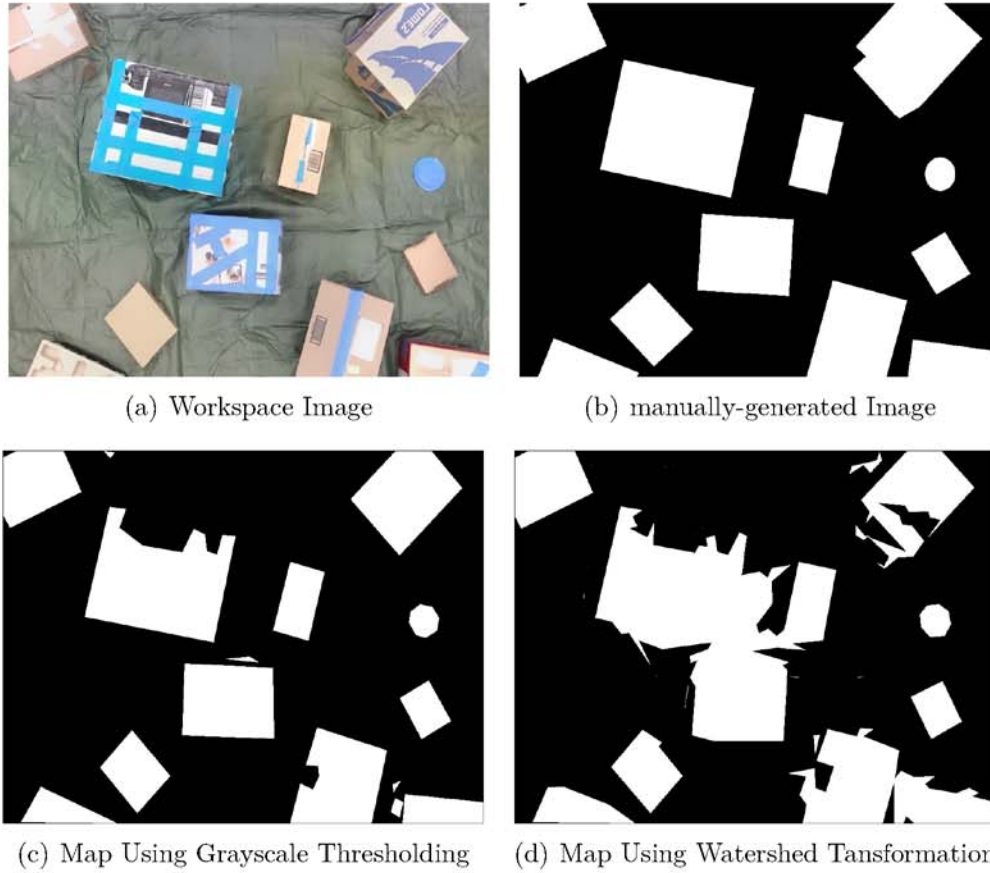 (a) Workspace Image
(b) manually-generated Image
(c) Map Using Grayscale Thresholding
(d) Map Using Watershed Tansformation